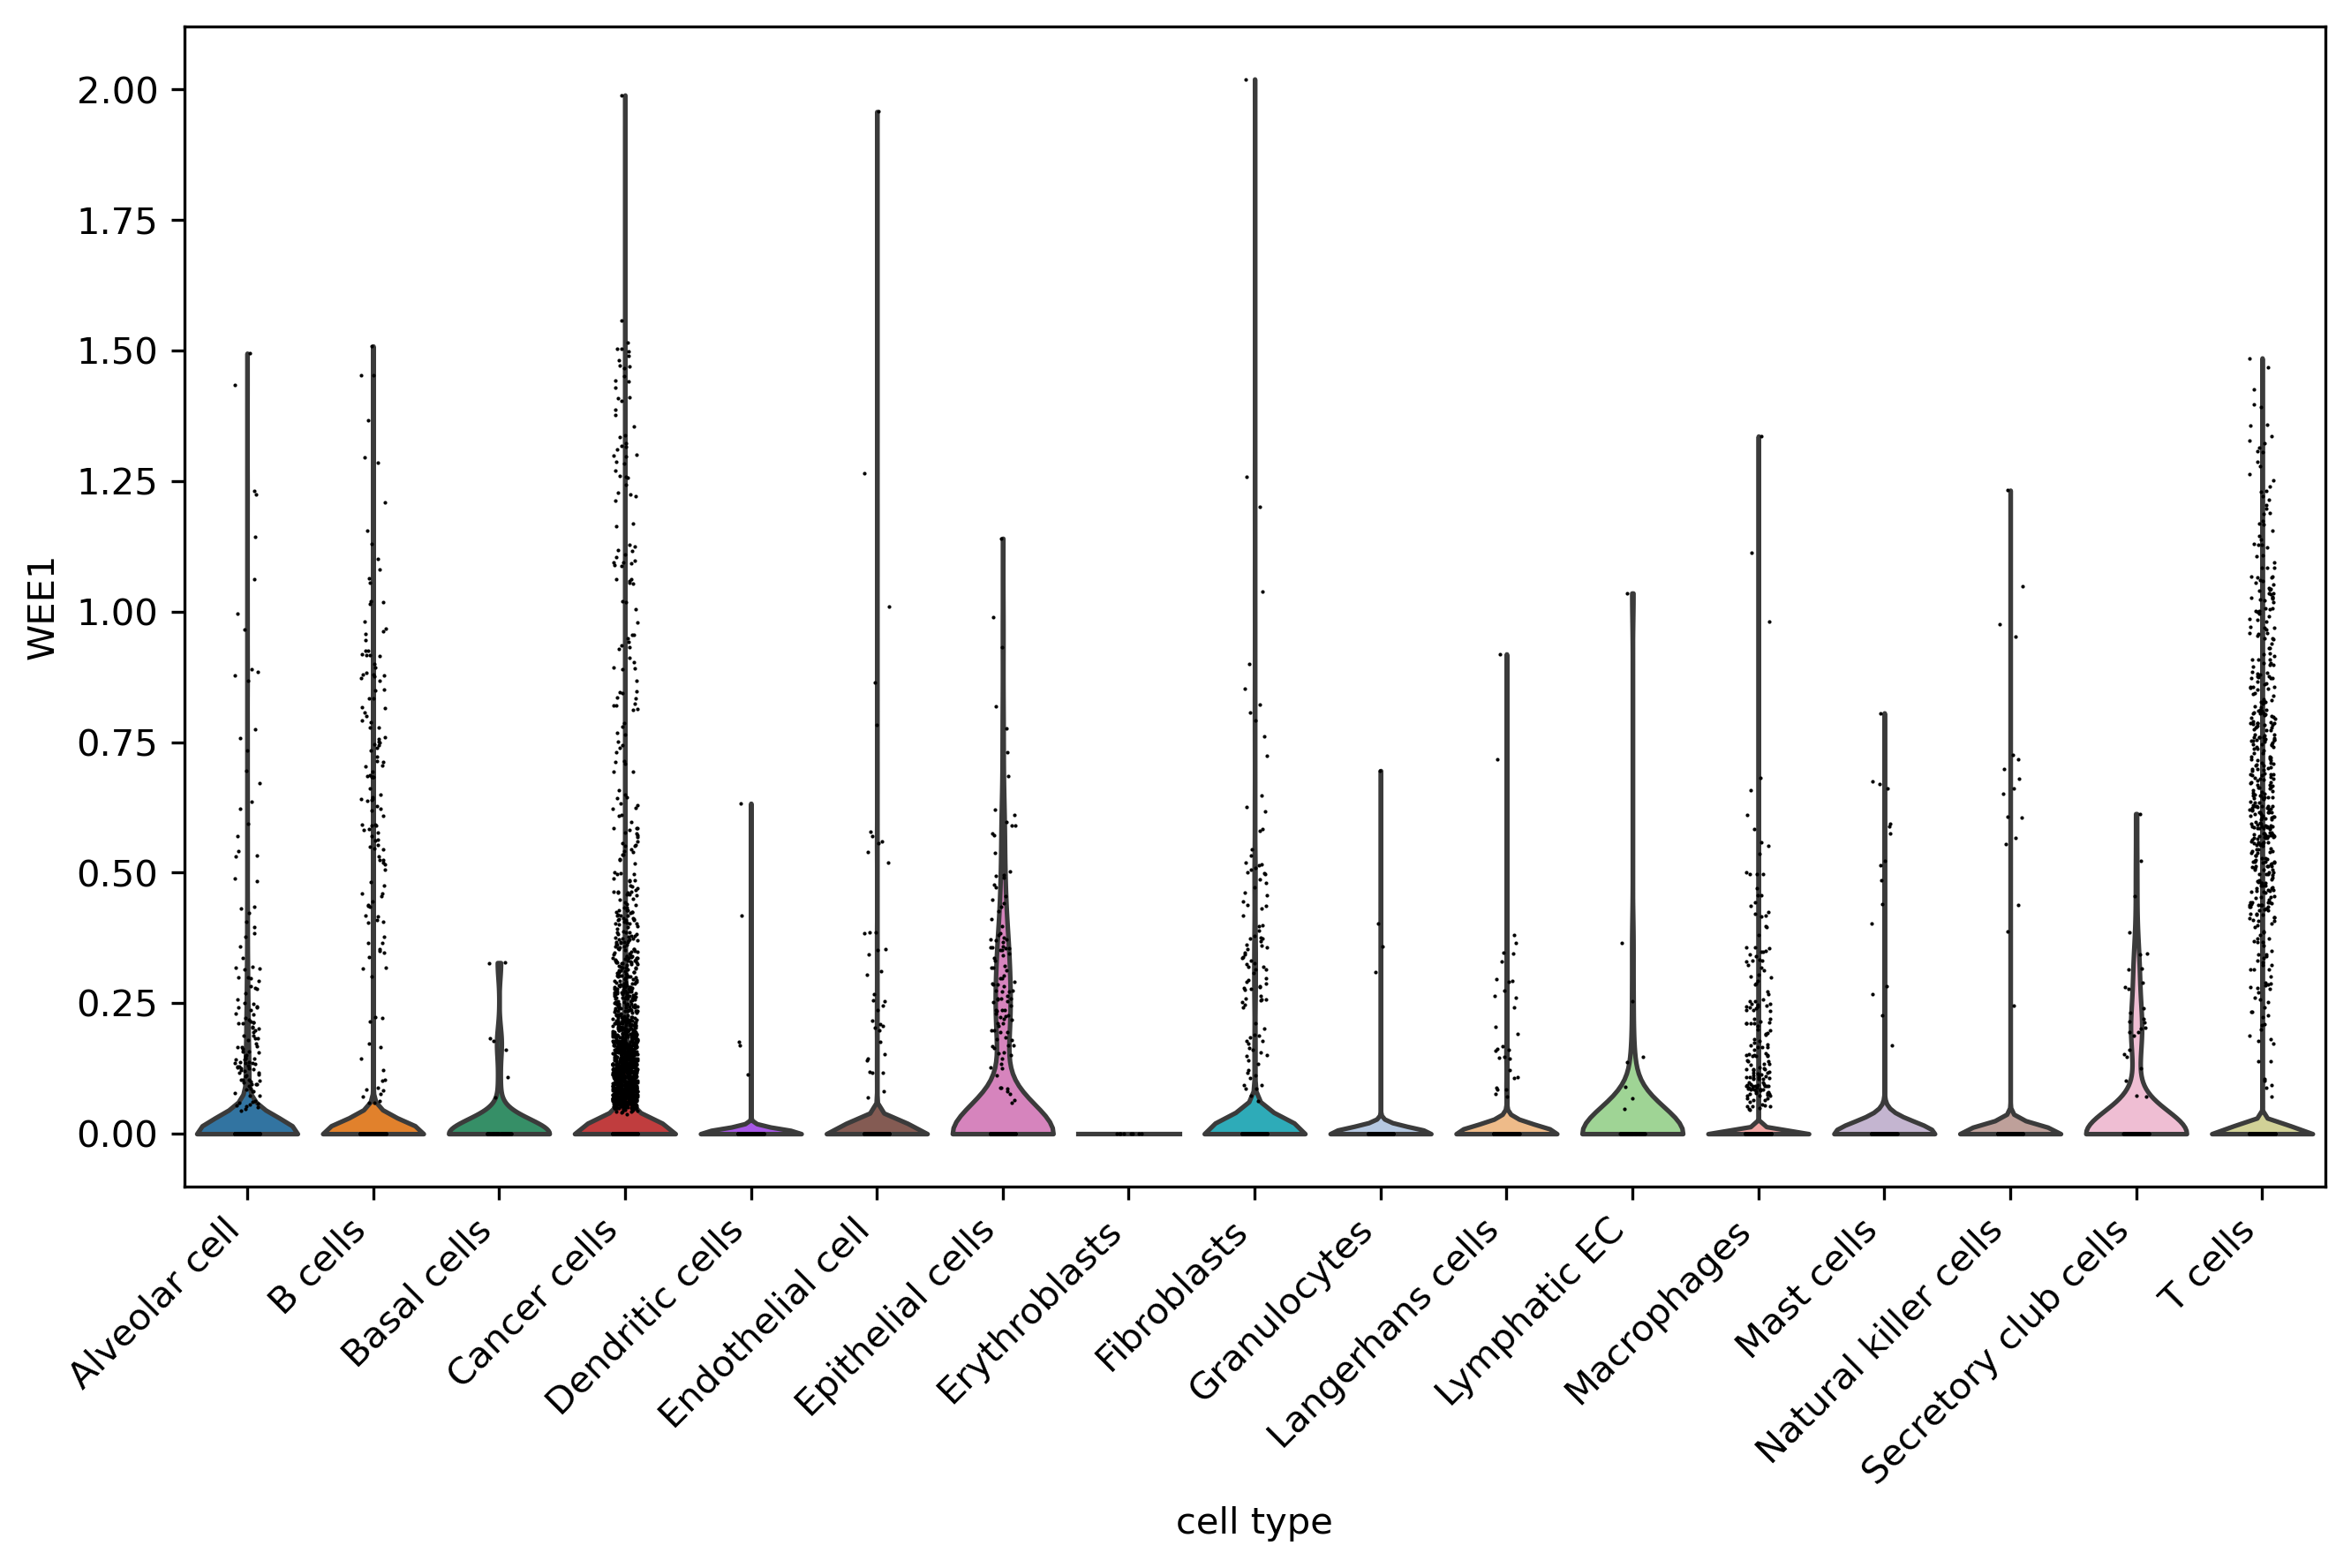 2.00
1.75
1.50
1.25
1.00
0.75
0.50
0.25
0.00
WEE1
Alveolar cell
B cells
Basal cells
Cancer cells
Dendritic cells
Endothelial cell
Epithelial cells
Erythroblasts
Fibroblasts
Granulocytes
Langerhans cells
Lymphatic EC
Macrophages
Mast cells
Natural killer cells
Secretory club cells
T cells
cell type